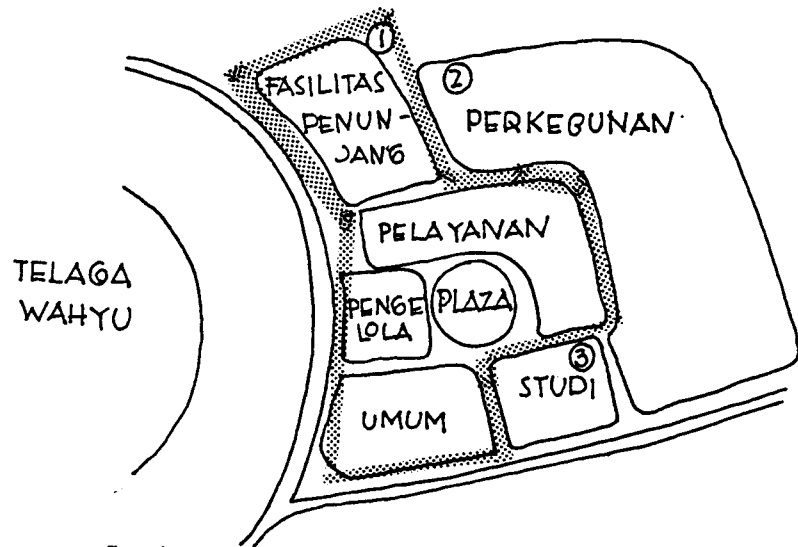 ①
FASILITAS
PENUN-
JANG
②
PERKEBUNAN
PELAYANAN
TELAGA
WAHYU
PENGE
LOLA
PLAZA
③
STUDI
UMUM